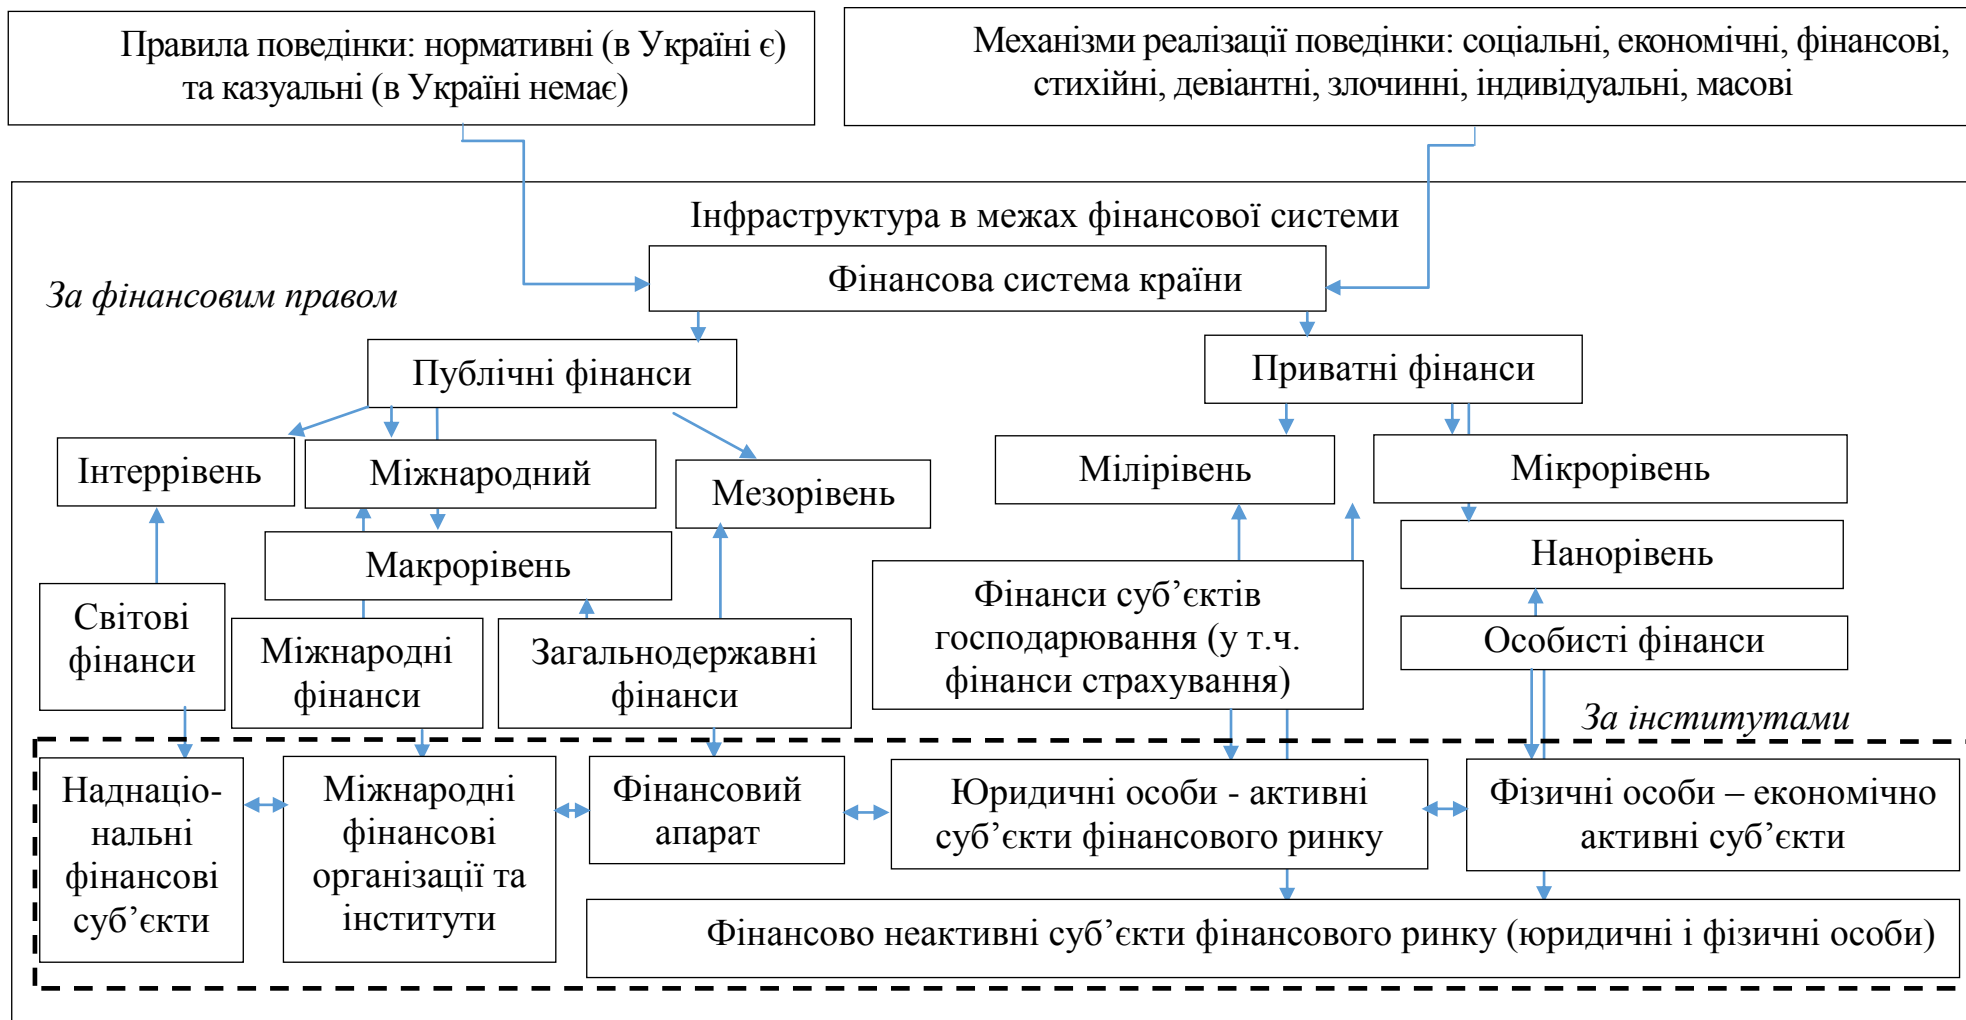 Правила поведінки: нормативні (в Україні є)
та казуальні (в Україні немає)
Механізми реалізації поведінки: соціальні, економічні, фінансові,
стихійні, девіантні, злочинні, індивідуальні, масові
Інфраструктура в межах фінансової системи
Фінансова система країни
За фінансовим правом
Публічні фінанси
Приватні фінанси
Інтеррівень
Міжнародний
Мезорівень
Мілірівень
Мікрорівень
Макрорівень
Нанорівень
Світові
фінанси
Міжнародні
фінанси
Загальнодержавні
фінанси
Фінанси суб’єктів
господарювання (у т.ч.
фінанси страхування)
Особисті фінанси
За інститутами
Наднаціо-
нальні
фінансові
суб’єкти
Міжнародні
фінансові
організації та
інститути
Фінансовий
апарат
Юридичні особи - активні
суб’єкти фінансового ринку
Фізичні особи – економічно
активні суб’єкти
Фінансово неактивні суб’єкти фінансового ринку (юридичні і фізичні особи)